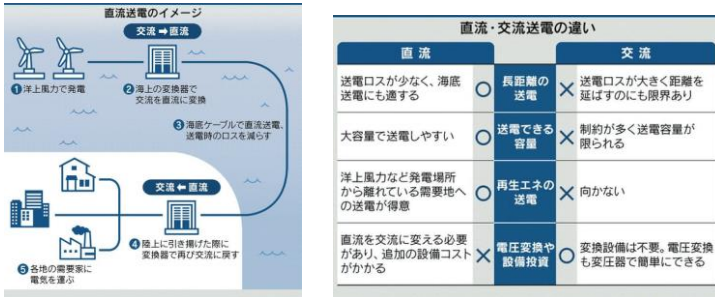 直流送電のイメージ
交流➡直流
❶洋上風力で発電
❷海上の変換器で
交流を直流に変換
❸海底ケーブルで直流送電、
送電時のロスを減らす
交流⬅直流
❹陸上に引き揚げた際に
変換器で再び交流に戻す
❺各地の需要家に
電気を運ぶ
直流・交流送電の違い
直流
交流
送電ロスが少なく、海底
送電にも適する
○
長距離の
送電
×
送電ロスが大きく距離を
延ばすのにも限界あり
大容量で送電しやすい
○
送電できる
容量
×
制約が多く送電容量が
限られる
洋上風力など発電場所
から離れている需要地へ
の送電が得意
○
再生エネの
送電
×
向かない
直流を交流に変える必要
があり、追加の設備コスト
がかかる
×
電圧変換や
設備投資
○
変換設備は不要。電圧変換
も変圧器で簡単にできる